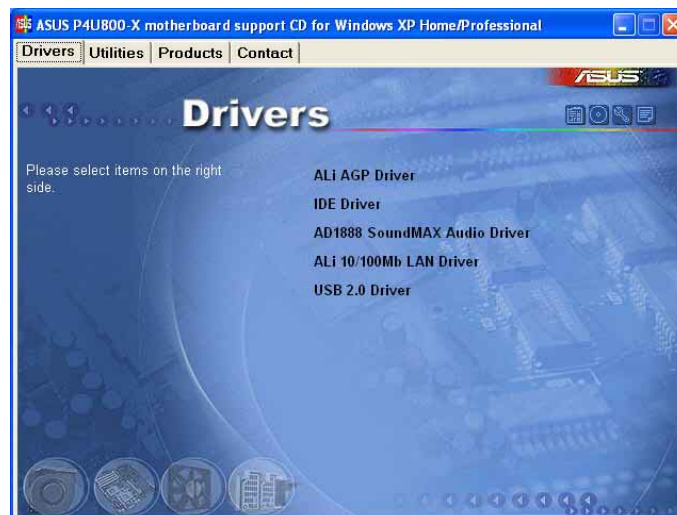 ASUS P4U800-X motherboard support CD for Windows XP Home/Professional
Drivers Utilities Products Contact
ASUS
Drivers
Please select items on the right
side.
ALi AGP Driver
IDE Driver
AD1888 SoundMAX Audio Driver
ALi 10/100Mb LAN Driver
USB 2.0 Driver